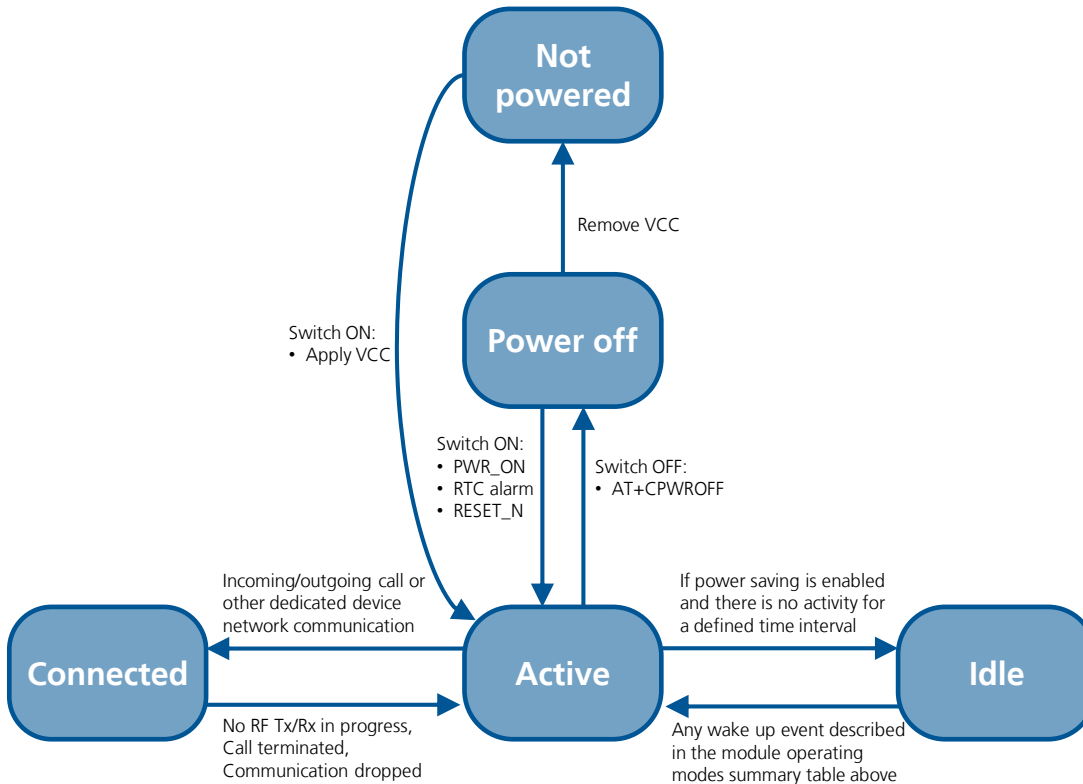 Not
powered
Remove VCC
Switch ON:
• Apply VCC
Power off
Switch ON:
• PWR_ON
• RTC alarm
• RESET_N
Switch OFF:
• AT+CPWROFF
Incoming/outgoing call or
other dedicated device
network communication
If power saving is enabled
and there is no activity for
a defined time interval
Connected
Active
Idle
No RF Tx/Rx in progress,
Call terminated,
Communication dropped
Any wake up event described
in the module operating
modes summary table above